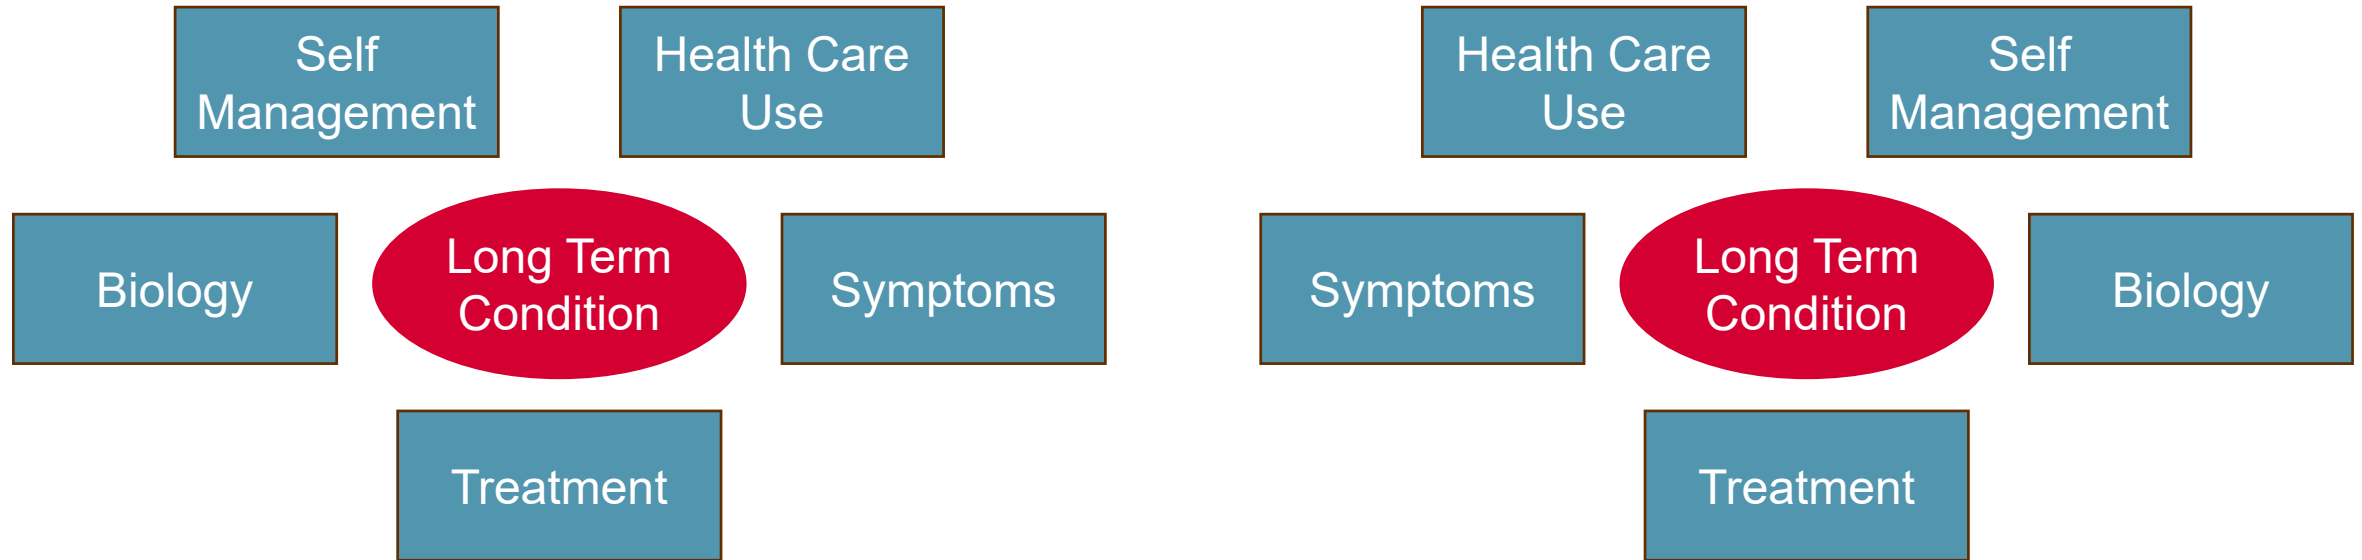 Self
Management
Health Care
Use
Biology
Long Term
Condition
Symptoms
Treatment
Health Care
Use
Self
Management
Symptoms
Long Term
Condition
Biology
Treatment